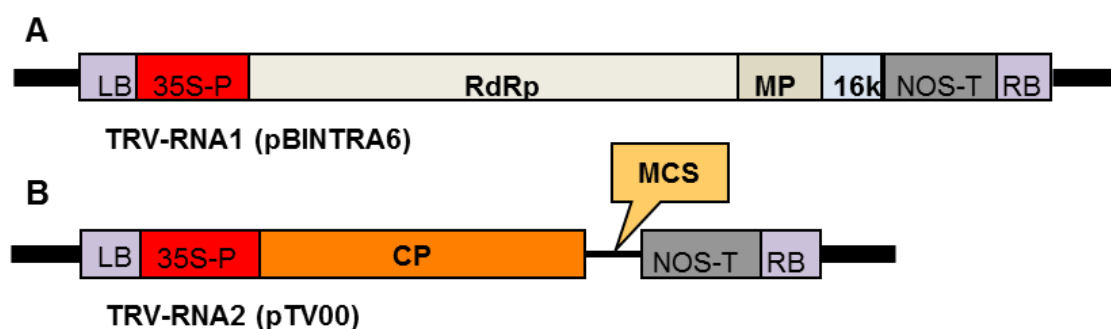 A
LB 35S-P RdRp MP 16k NOS-T RB
TRV-RNA1 (pBINTRA6)
MCS
B
LB 35S-P CP NOS-T RB
TRV-RNA2 (pTV00)